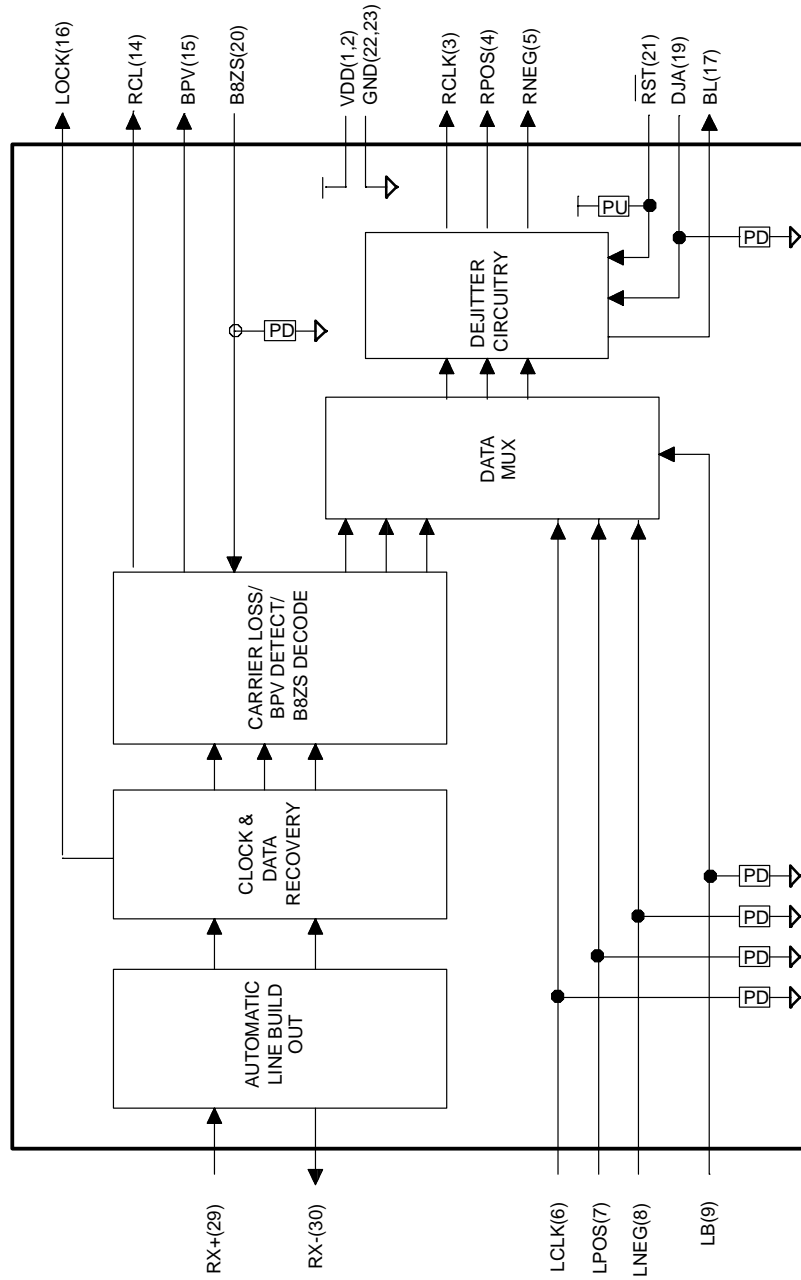 LOCK(16)
RCL(14)
BPV(15)
B8ZS(20)
VDD(1,2)
GND(22,23)
RCLK(3)
RPOS(4)
RNEG(5)
RST(21)
DJA(19)
BL(17)
PU
PD
PD
DEJITTER
CIRCUITRY
DATA
MUX
CARRIER LOSS/
BPV DETECT/
B8ZS DECODE
CLOCK &
DATA
RECOVERY
AUTOMATIC
LINE BUILD
OUT
PD
PD
PD
PD
RX+(29)
RX-(30)
LCLK(6)
LPOS(7)
LNEG(8)
LB(9)